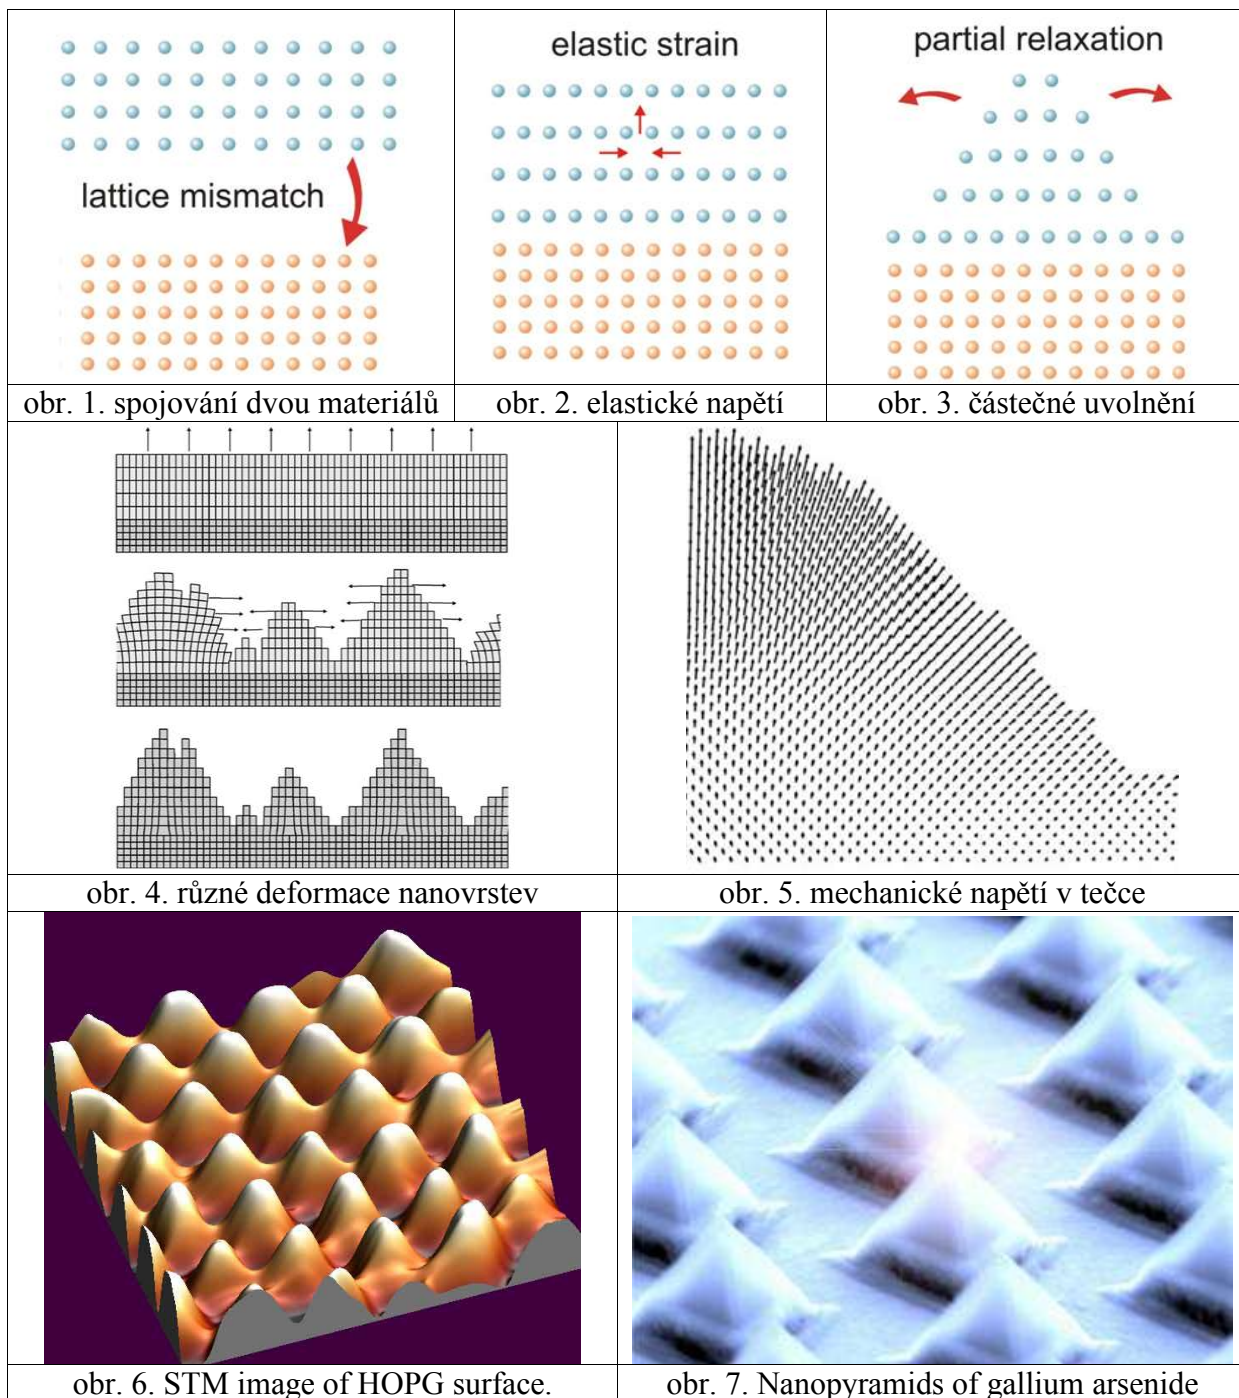 lattice mismatch
elastic strain
partial relaxation
obr. 1. spojování dvou materiálů
obr. 2. elastické napětí
obr. 3. částečné uvolnění
obr. 4. různé deformace nanovrstev
obr. 5. mechanické napětí v tečce
obr. 6. STM image of HOPG surface.
obr. 7. Nanopyramids of gallium arsenide